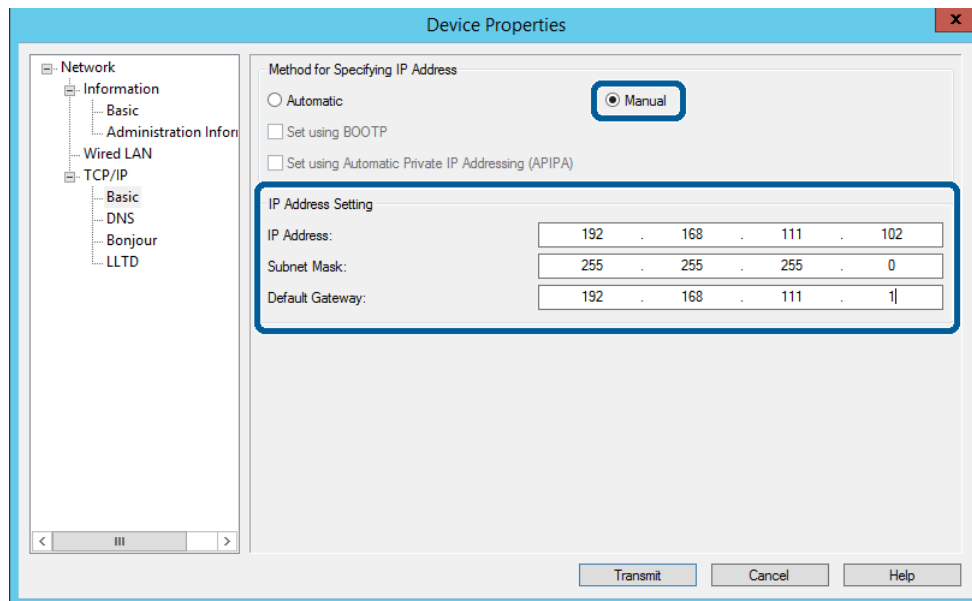 Device Properties
x
Network
Information
Basic
Administration Infor
Wired LAN
TCP/IP
Basic
DNS
Bonjour
LLTD
Method for Specifying IP Address
Automatic
Manual
Set using BOOTP
Set using Automatic Private IP Addressing (APIPA)
IP Address Setting
IP Address: 192 . 168 . 111 . 102
Subnet Mask: 255 . 255 . 255 . 0
Default Gateway: 192 . 168 . 111 . 1
Transmit Cancel Help